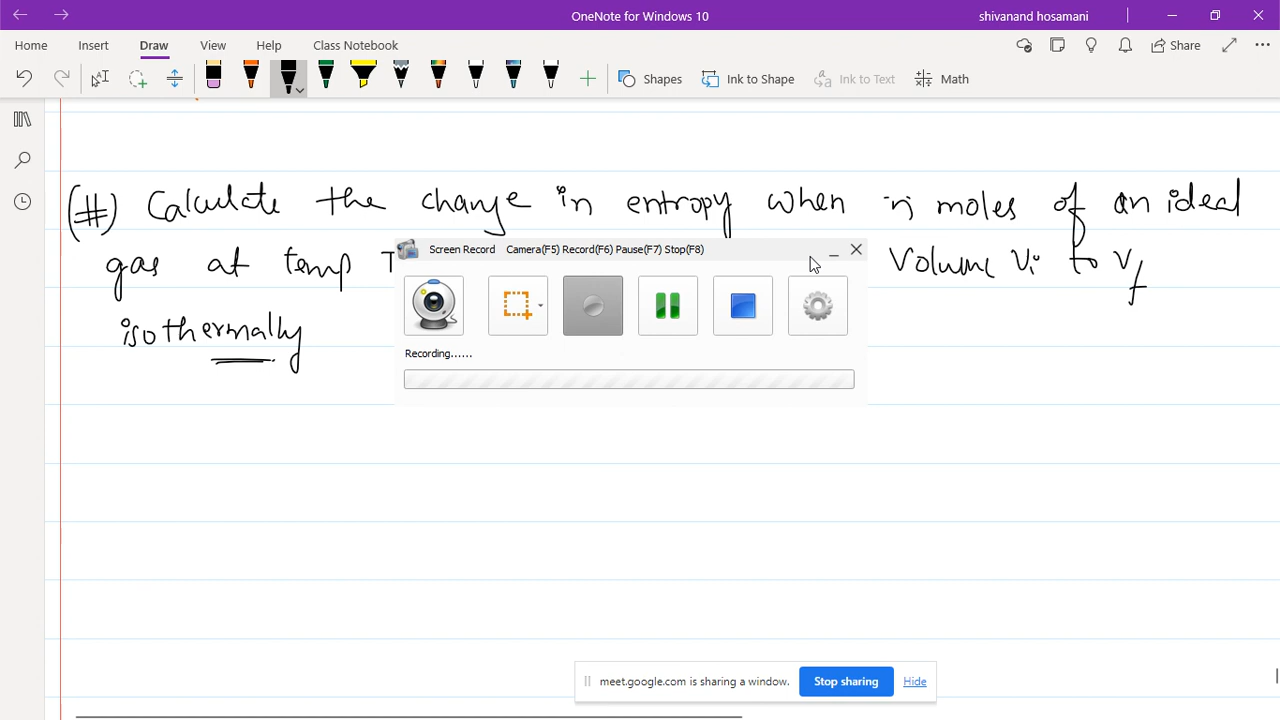 OneNote for Windows 10
shivanand hosamani
Home Insert Draw View Help Class Notebook
Share
Shapes Ink to Shape Ink to Text Math
(#) Calculate the change in entropy when n moles of an ideal
gas at temp T Volume Vi to Vf
isothermally
Screen Record Camera(F5) Record(F6) Pause(F7) Stop(F8)
Recording......
meet.google.com is sharing a window. Stop sharing Hide